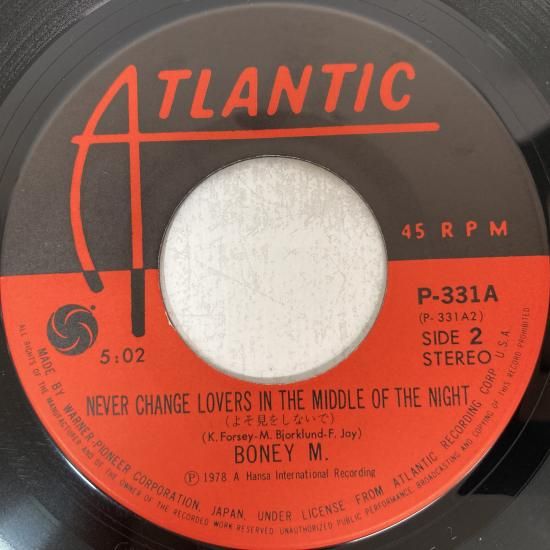 ATLANTIC
45 RPM
P-331A
(P-331A2)
SIDE 2
STEREO
5:02
NEVER CHANGE LOVERS IN THE MIDDLE OF THE NIGHT
(よそ見をしないで)
(K. Forsey-M. Bjorklund-F. Jay)
BONEY M.
Ⓟ 1978 A Hansa International Recording
MADE BY WARNER-PIONEER CORPORATION, JAPAN, UNDER LICENSE FROM ATLANTIC RECORDING CORP. U.S.A.
ALL RIGHTS OF THE MANUFACTURER AND OF THE OWNER OF THE RECORDED WORK RESERVED. UNAUTHORIZED PUBLIC PERFORMANCE, BROADCASTING AND COPYING OF THIS RECORD PROHIBITED